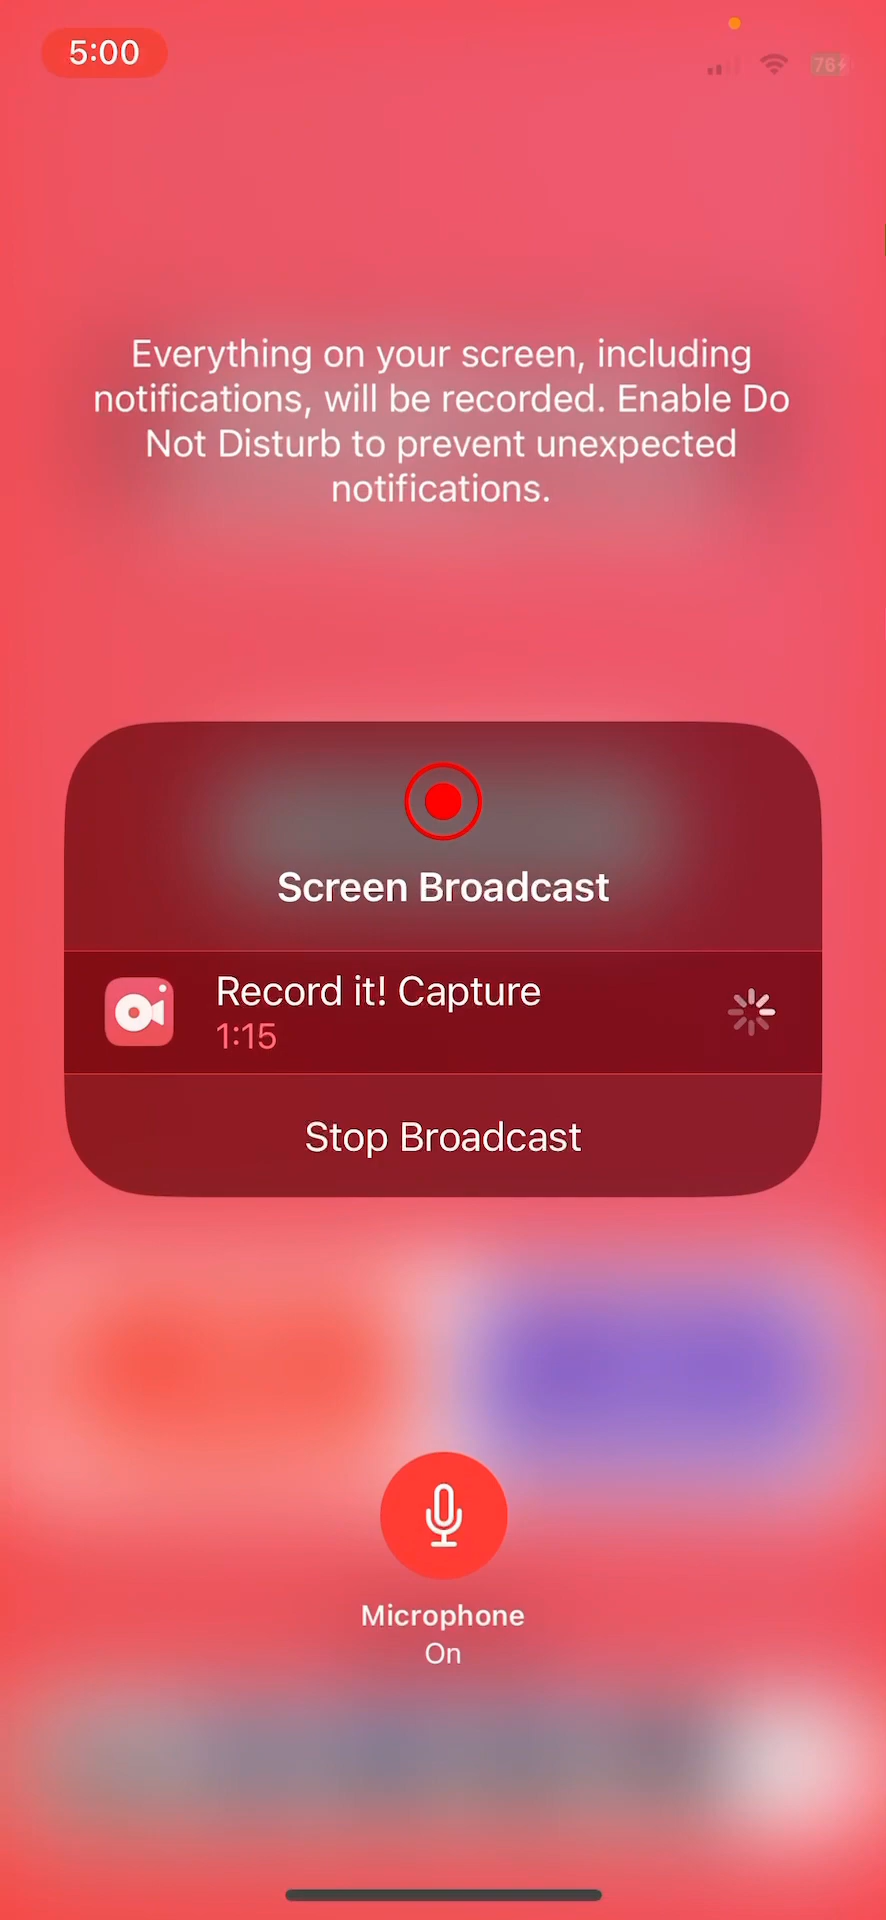 5:00
76
Everything on your screen, including
notifications, will be recorded. Enable Do
Not Disturb to prevent unexpected
notifications.
Screen Broadcast
Record it! Capture
1:15
Stop Broadcast
Microphone
On